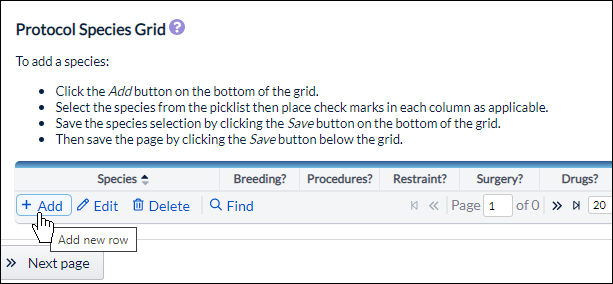 Protocol Species Grid ?
To add a species:
• Click the Add button on the bottom of the grid.
• Select the species from the picklist then place check marks in each column as applicable.
• Save the species selection by clicking the Save button on the bottom of the grid.
• Then save the page by clicking the Save button below the grid.
Species Breeding? Procedures? Restraint? Surgery? Drugs?
+ Add Edit Delete Find Page 1 of 0 20
Add new row
» Next page